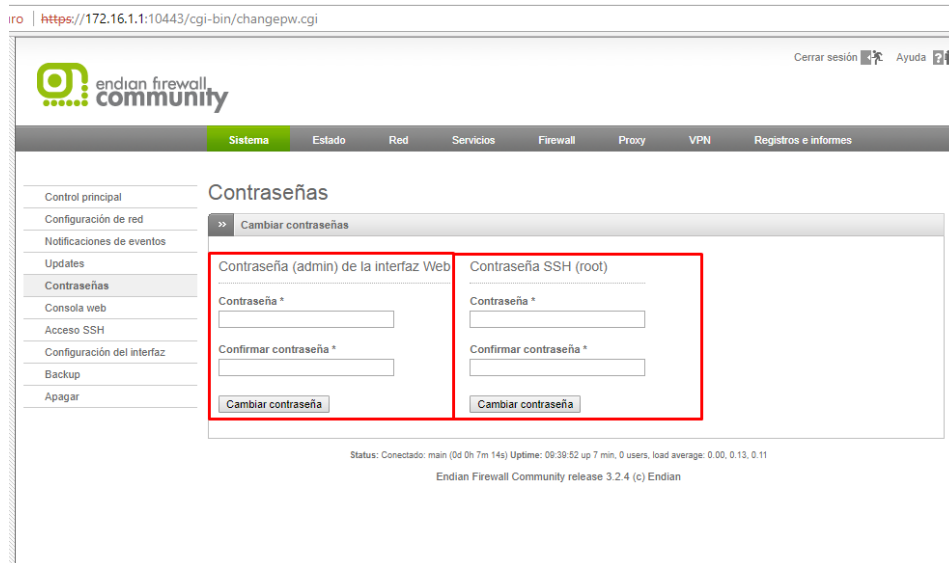 https://172.16.1.1:10443/cgi-bin/changepw.cgi
Cerrar sesión Ayuda
endian firewall
community
Sistema Estado Red Servicios Firewall Proxy VPN Registros e informes
Contraseñas
Control principal
Configuración de red
Notificaciones de eventos
Updates
Contraseñas
Consola web
Acceso SSH
Configuración del interfaz
Backup
Apagar
>> Cambiar contraseñas
Contraseña (admin) de la interfaz Web
Contraseña *
Confirmar contraseña *
Cambiar contraseña
Contraseña SSH (root)
Contraseña *
Confirmar contraseña *
Cambiar contraseña
Status: Conectado: main (0d 0h 7m 14s) Uptime: 09:39:52 up 7 min, 0 users, load average: 0.00, 0.13, 0.11
Endian Firewall Community release 3.2.4 (c) Endian